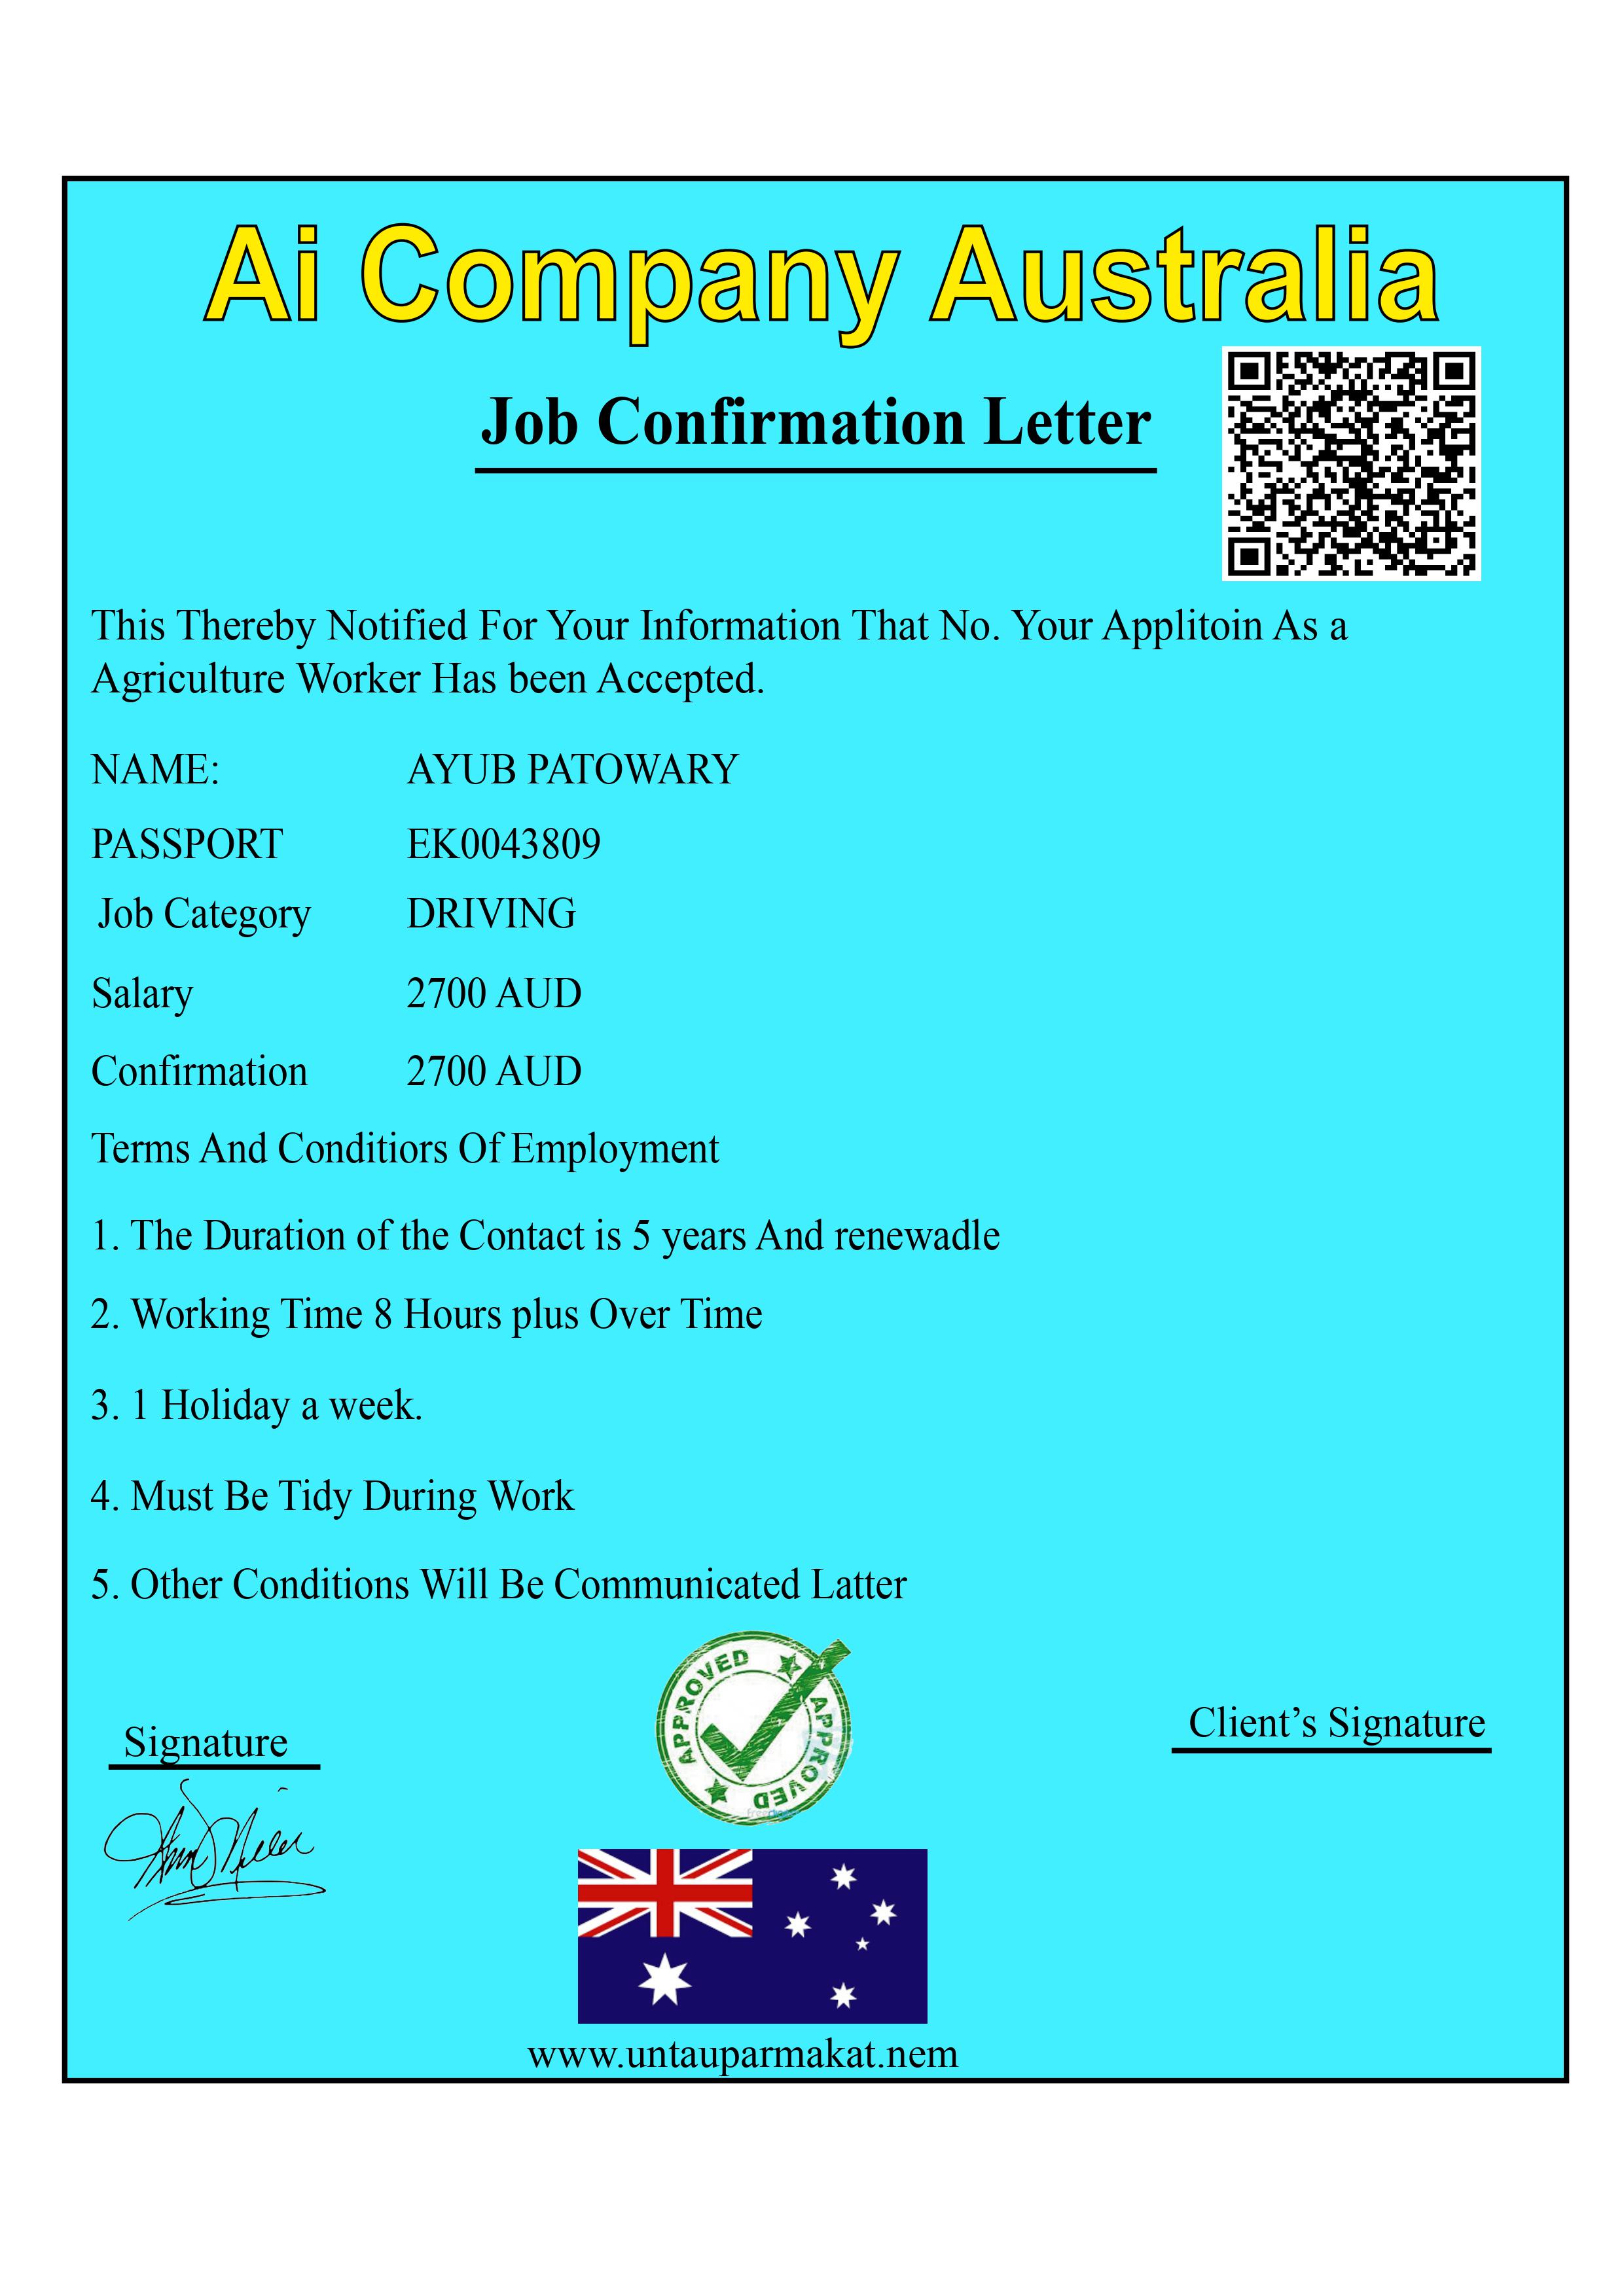 Ai Company Australia
Job Confirmation Letter
This Thereby Notified For Your Information That No. Your Applitoin As a
Agriculture Worker Has been Accepted.
NAME: AYUB PATOWARY
PASSPORT EK0043809
Job Category DRIVING
Salary 2700 AUD
Confirmation 2700 AUD
Terms And Conditiors Of Employment
1. The Duration of the Contact is 5 years And renewadle
2. Working Time 8 Hours plus Over Time
3. 1 Holiday a week.
4. Must Be Tidy During Work
5. Other Conditions Will Be Communicated Latter
APPROVED APPROVED
Signature
Client’s Signature
www.untauparmakat.nem